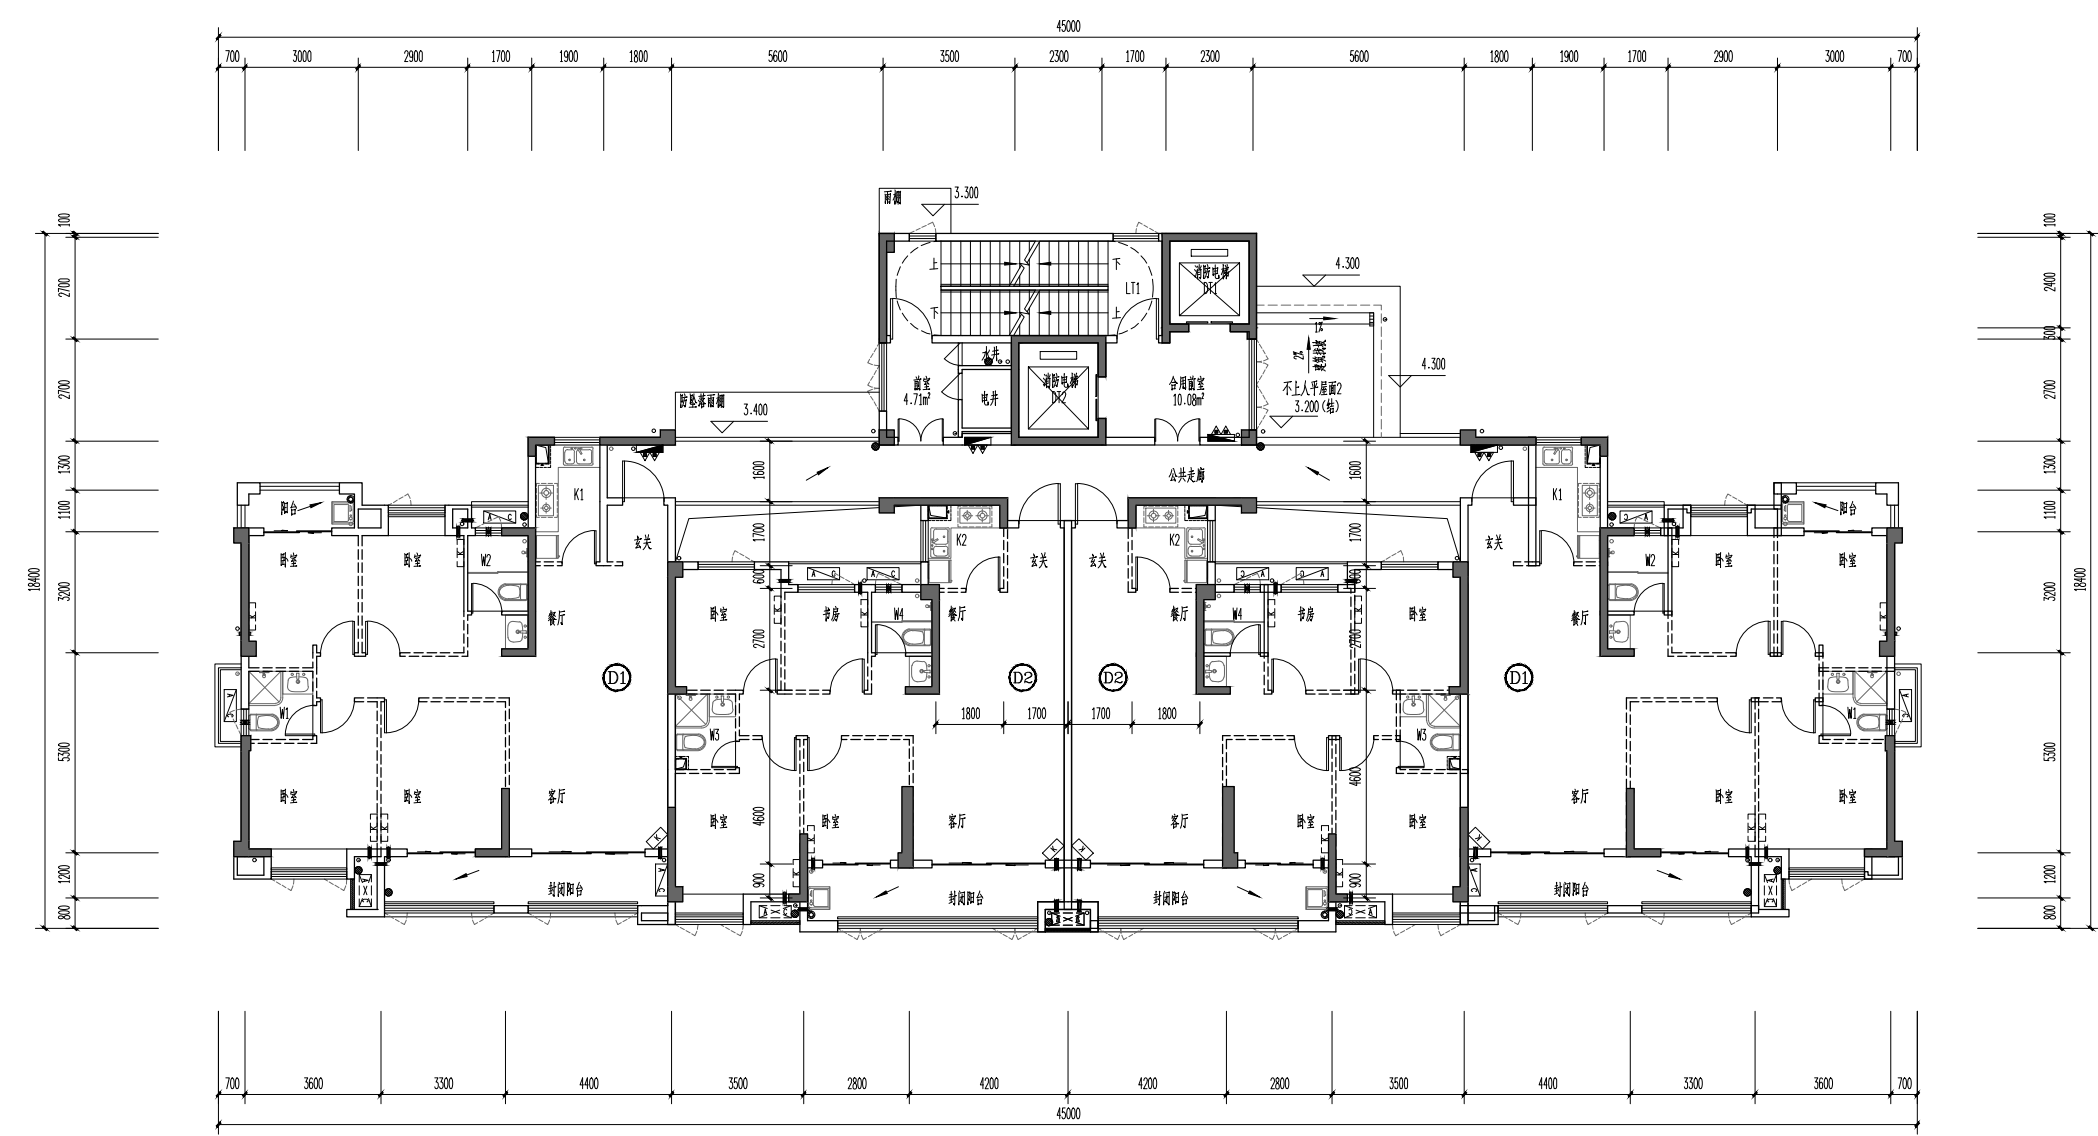 45000
700 3000 2900 1700 1900 1800 5600 3500 2300 1700 2300 5600 1800 1900 1700 2900 3000 700
雨棚 3.300
100
2700
2700
1300
1100
3200
5300
1200
800
18400
100
2400
300
2700
1300
1100
3200
5300
1200
800
18400
上 下 LT1
下 上
消防电梯
DT1
4.300
1%
2%
建筑找坡
不上人平屋面2
3.200(结)
4.300
水井
电井
前室
4.71m²
消防电梯
DT2
合用前室
10.08m²
防坠落雨棚 3.400
1600 公共走廊 1600
K1 K1
阳台 A C C A 阳台
玄关 1700 K2 玄关 玄关 K2 1700 玄关
卧室 卧室 W2 W2 卧室 卧室
600 A C A C C A C A 600
餐厅 卧室 书房 W4 餐厅 餐厅 W4 书房 卧室 餐厅
2700 2700
D1 D2 D2 D1
A C W1 W1 A C
1800 1700 1700 1800
W3 W3
卧室 卧室 客厅 客厅 卧室 卧室
4600 4600
卧室 卧室 客厅 客厅 卧室 卧室
K K K K
A C 900 900 A C
封闭阳台 封闭阳台 封闭阳台 封闭阳台
700 3600 3300 4400 3500 2800 4200 4200 2800 3500 4400 3300 3600 700
45000